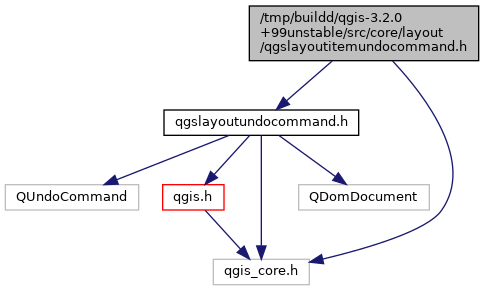 /tmp/buildd/qgis-3.2.0
+99unstable/src/core/layout
/qgslayoutitemundocommand.h
qgslayoutundocommand.h
QUndoCommand
qgis.h
QDomDocument
qgis_core.h